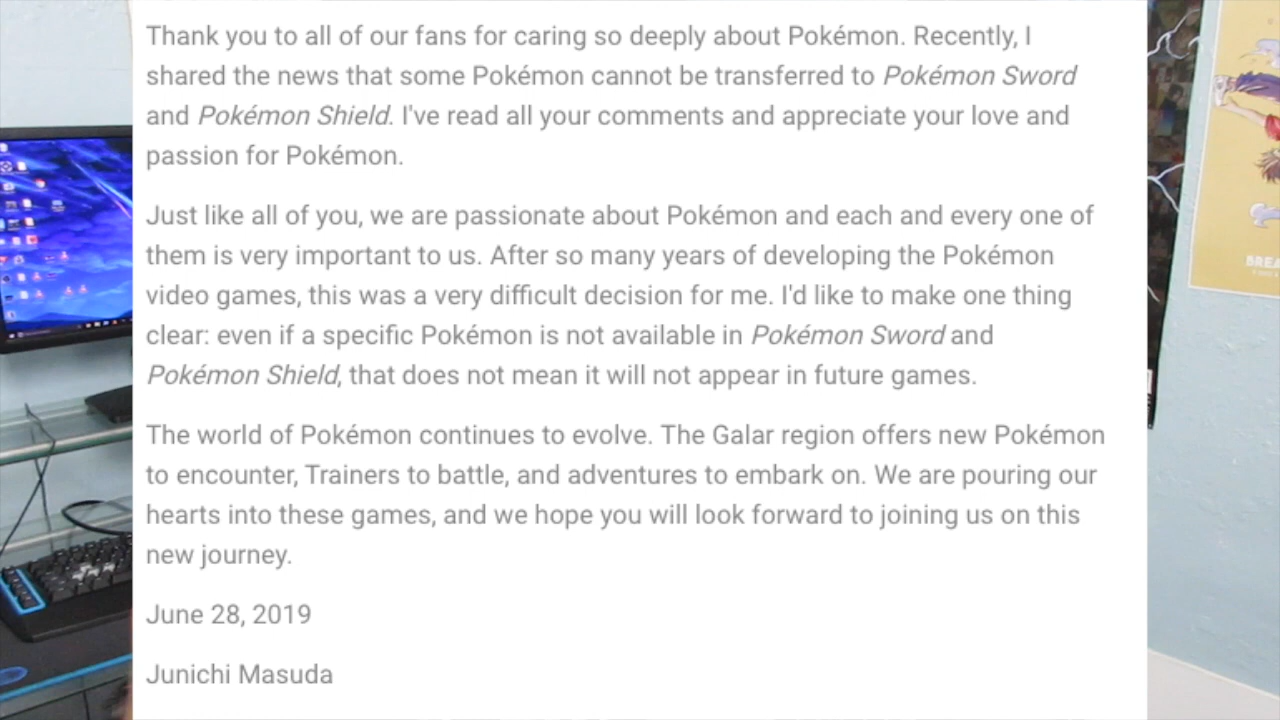 Thank you to all of our fans for caring so deeply about Pokémon. Recently, I
shared the news that some Pokémon cannot be transferred to Pokémon Sword
and Pokémon Shield. I've read all your comments and appreciate your love and
passion for Pokémon.
Just like all of you, we are passionate about Pokémon and each and every one of
them is very important to us. After so many years of developing the Pokémon
video games, this was a very difficult decision for me. I'd like to make one thing
clear: even if a specific Pokémon is not available in Pokémon Sword and
Pokémon Shield, that does not mean it will not appear in future games.
The world of Pokémon continues to evolve. The Galar region offers new Pokémon
to encounter, Trainers to battle, and adventures to embark on. We are pouring our
hearts into these games, and we hope you will look forward to joining us on this
new journey.
June 28, 2019
Junichi Masuda
BREA